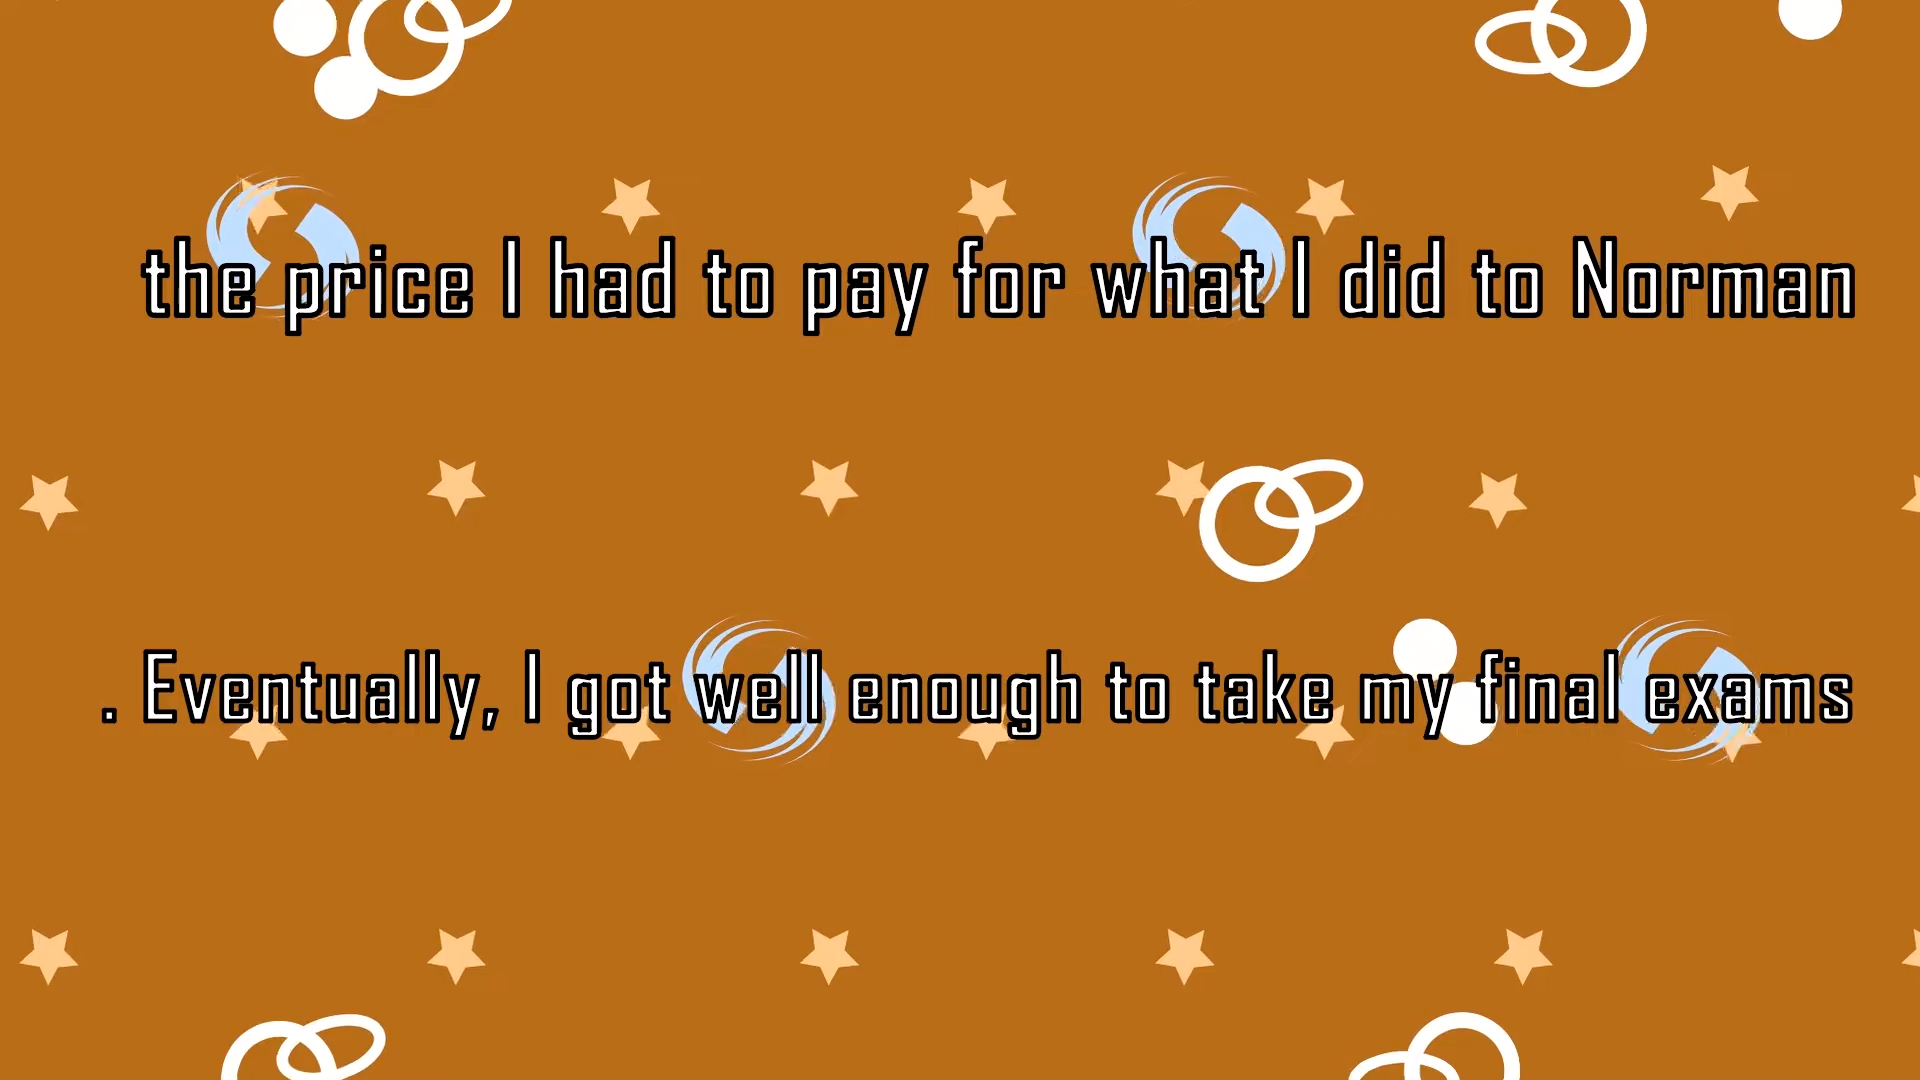 the price I had to pay for what I did to Norman
. Eventually, I got well enough to take my final exams